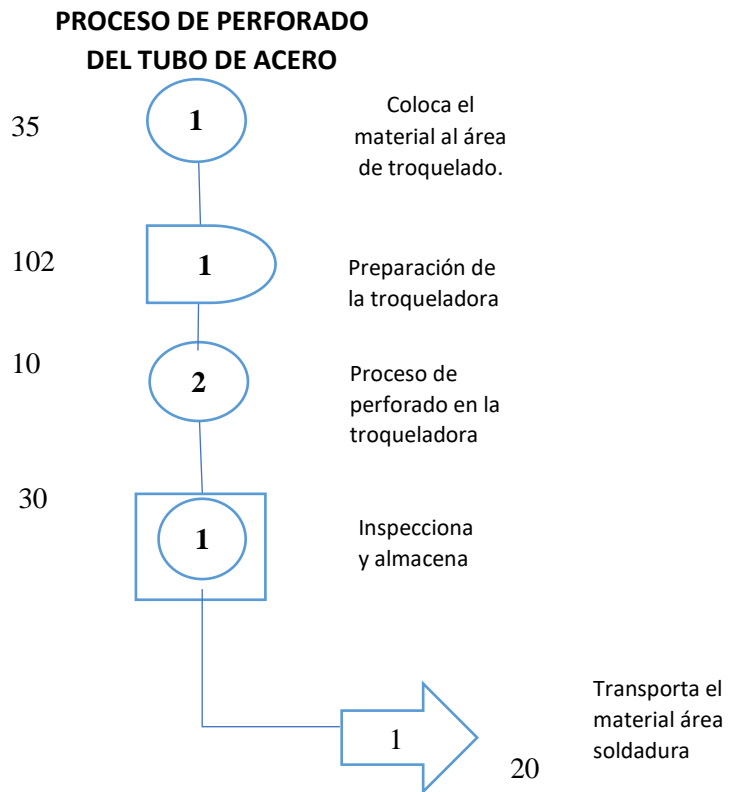 PROCESO DE PERFORADO
DEL TUBO DE ACERO
35
1
Coloca el
material al área
de troquelado.
102
1
Preparación de
la troqueladora
10
2
Proceso de
perforado en la
troqueladora
30
1
Inspecciona
y almacena
1
20
Transporta el
material área
soldadura